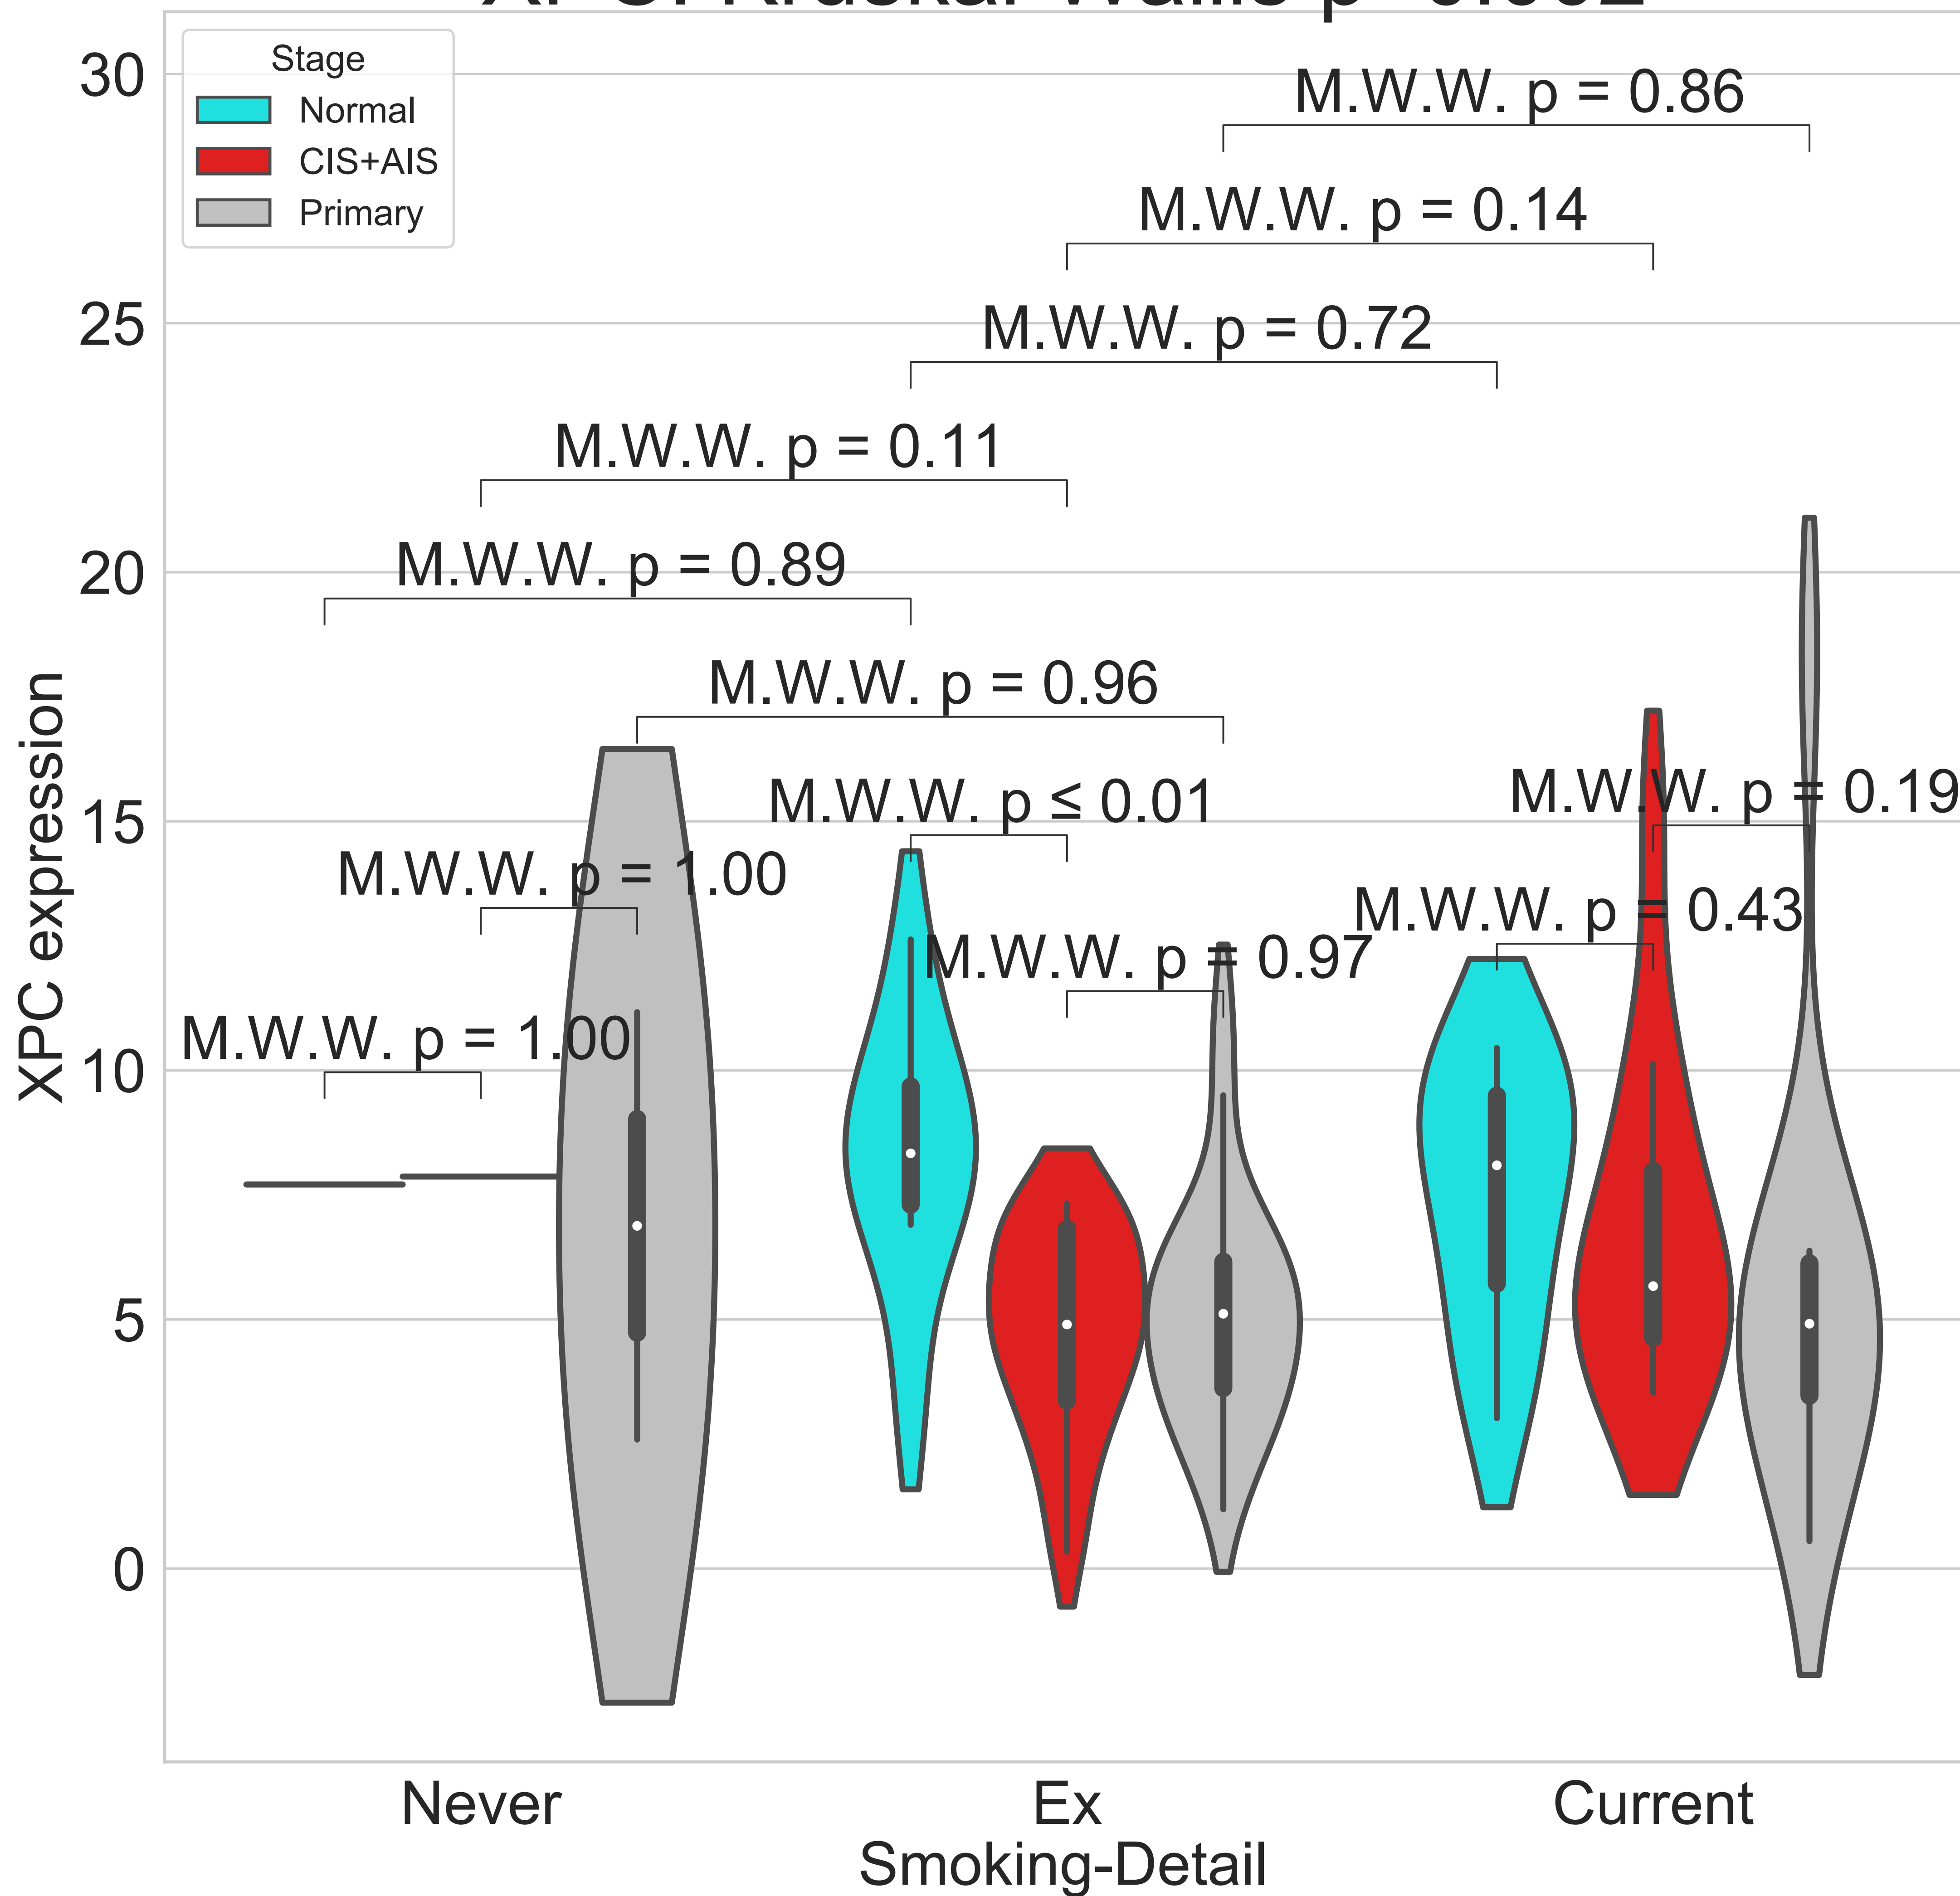 Stage
Normal
CIS+AIS
Primary
30
25
20
15
10
5
0
XPC expression
M.W.W. p = 0.86
M.W.W. p = 0.14
M.W.W. p = 0.72
M.W.W. p = 0.11
M.W.W. p = 0.89
M.W.W. p = 0.96
M.W.W. p ≤ 0.01
M.W.W. p = 0.19
M.W.W. p = 1.00
M.W.W. p = 0.43
M.W.W. p = 0.97
M.W.W. p = 1.00
Never
Ex
Current
Smoking-Detail